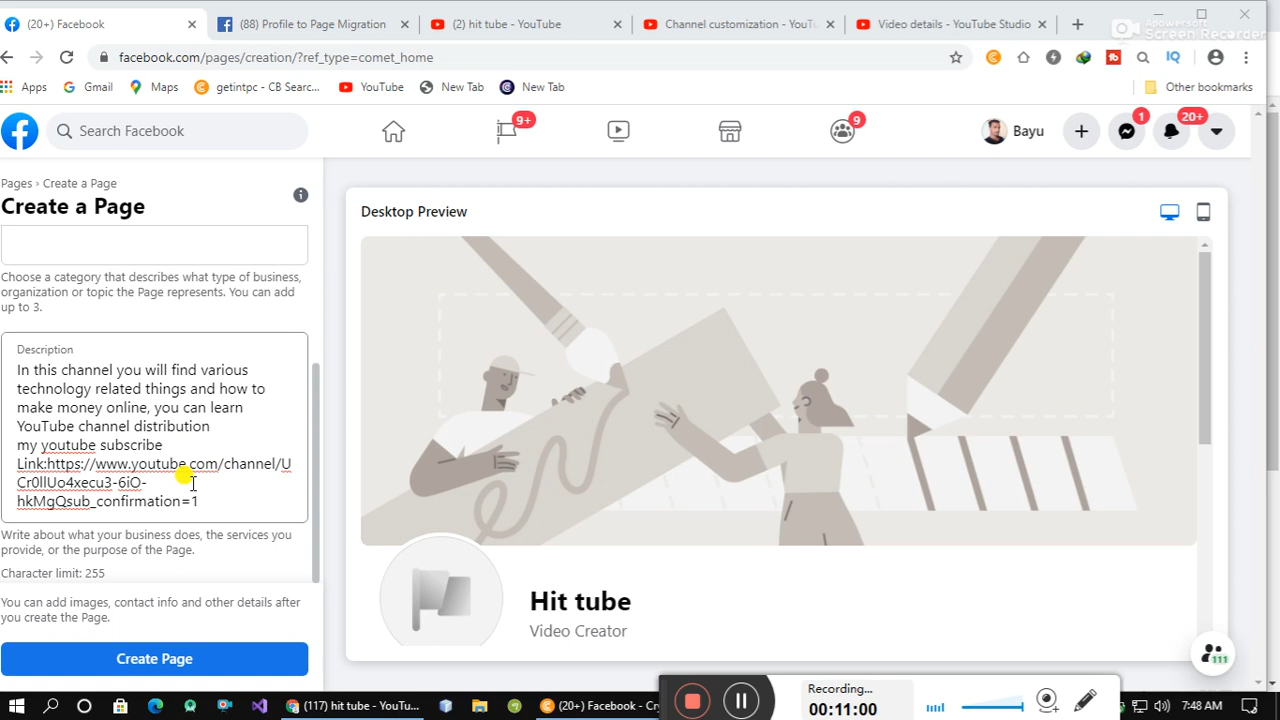 (20+) Facebook
(88) Profile to Page Migration
(2) hit tube - YouTube
Channel customization - YouTu
Video details - YouTube Studio
Apowersoft
Screen Recorder
facebook.com/pages/creation/?ref_type=comet_home
Apps
Gmail
Maps
getintpc - CB Searc...
YouTube
New Tab
New Tab
Other bookmarks
Search Facebook
9+
9
Bayu
1
20+
Pages › Create a Page
Create a Page
Choose a category that describes what type of business,
organization or topic the Page represents. You can add
up to 3.
Description
In this channel you will find various
technology related things and how to
make money online, you can learn
YouTube channel distribution
my youtube subscribe
Link:https://www.youtube.com/channel/U
Cr0llUo4xecu3-6iO-
hkMgQsub_confirmation=1
Write about what your business does, the services you
provide, or the purpose of the Page.
Character limit: 255
You can add images, contact info and other details after
you create the Page.
Create Page
Desktop Preview
Hit tube
Video Creator
111
Recording...
00:11:00
(117) hit tube - YouTu...
(20+) Facebook - Cr
7:48 AM